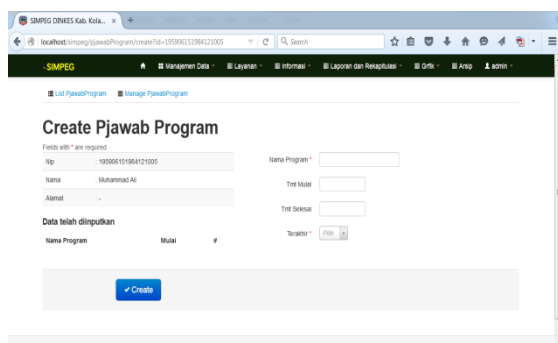 SIMPEG DINKES Kab. Kola... ×
localhost/simpeg/pjawabProgram/create?id=195906151984121005
Search
SIMPEG
Manajemen Data
Layanan
Informasi
Laporan dan Rekapitulasi
Grfik
Arsip
admin
List PjawabProgram
Manage PjawabProgram
Create Pjawab Program
Fields with * are required.
Nip : 195906151984121005
Nama : Muhammad Ali
Alamat : -
Data telah diinputkan
Nama Program Mulai #
Nama Program *
Tmt Mulai
Tmt Selesai
Terakhir * Pilih
✔ Create